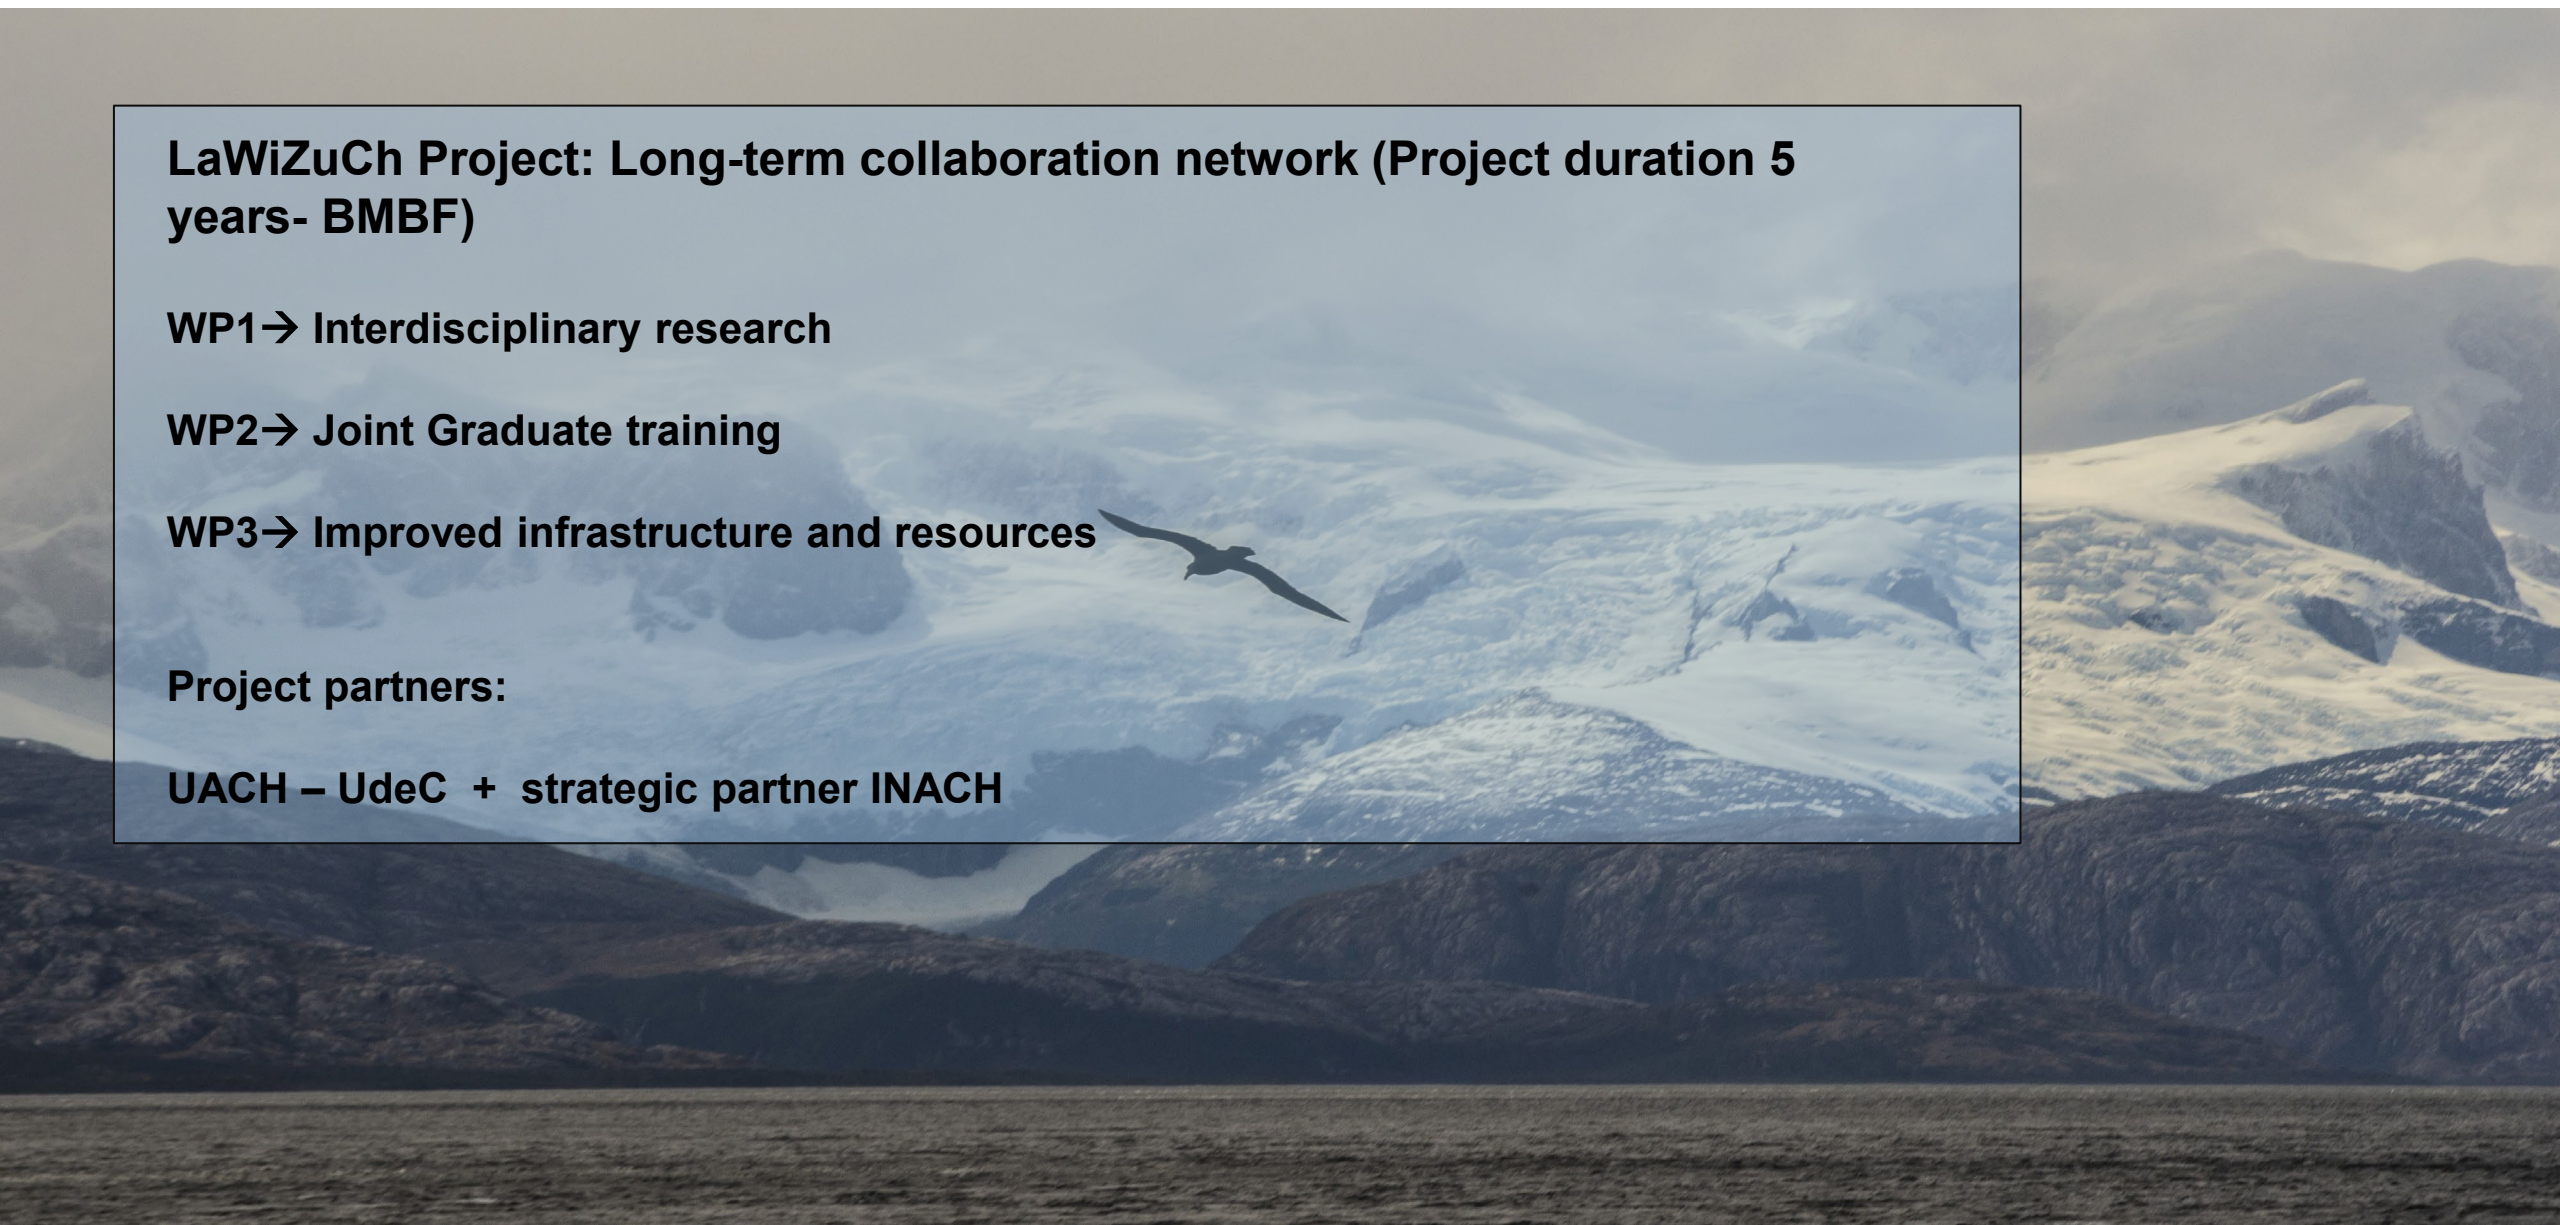 LaWiZuCh Project: Long-term collaboration network (Project duration 5
years- BMBF)
WP1→ Interdisciplinary research
WP2→ Joint Graduate training
WP3→ Improved infrastructure and resources
Project partners:
UACH – UdeC + strategic partner INACH